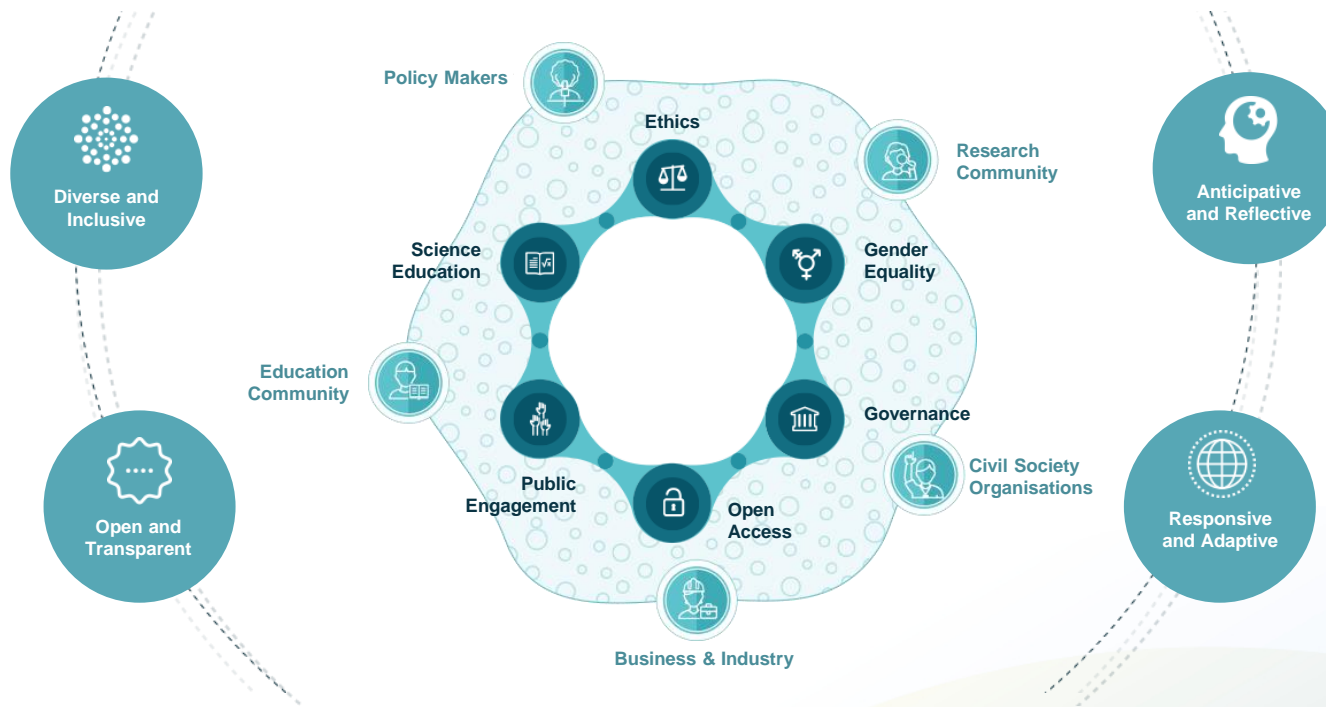 Policy Makers
Ethics
Research
Community
Diverse and
Inclusive
Anticipative
and Reflective
Science
Education
Gender
Equality
Education
Community
Governance
Civil Society
Organisations
Public
Engagement
Open
Access
Open and
Transparent
Responsive
and Adaptive
Business & Industry